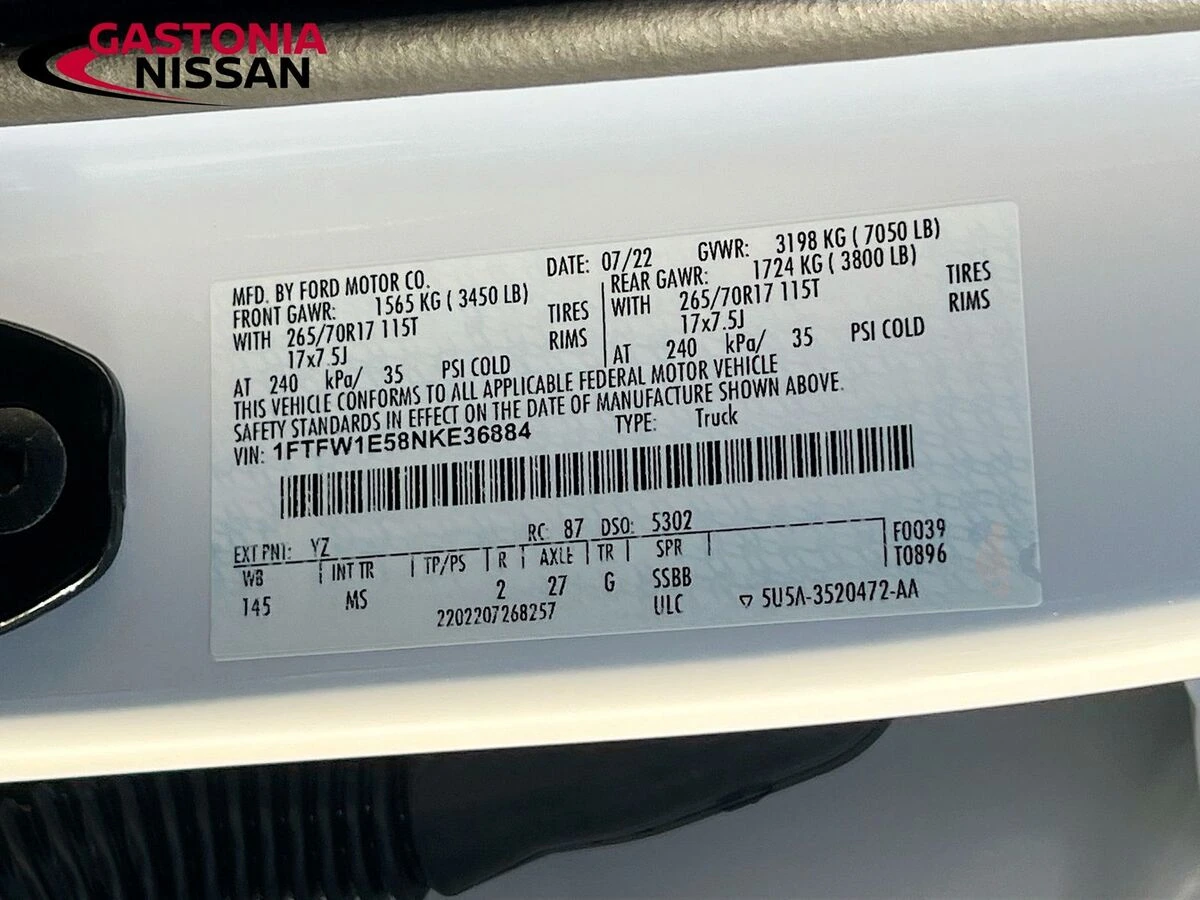 GASTONIA
NISSAN
MFD. BY FORD MOTOR CO. DATE: 07/22 GVWR: 3198 KG ( 7050 LB)
FRONT GAWR: 1565 KG ( 3450 LB) REAR GAWR: 1724 KG ( 3800 LB)
WITH 265/70R17 115T TIRES WITH 265/70R17 115T TIRES
17x7.5J RIMS 17x7.5J RIMS
AT 240 kPa/ 35 PSI COLD AT 240 kPa/ 35 PSI COLD
THIS VEHICLE CONFORMS TO ALL APPLICABLE FEDERAL MOTOR VEHICLE
SAFETY STANDARDS IN EFFECT ON THE DATE OF MANUFACTURE SHOWN ABOVE.
VIN: 1FTFW1E58NKE36884 TYPE: Truck
EXT PNT: YZ RC: 87 DSO: 5302 F0039
WB INT TR TP/PS R AXLE TR SPR T0896
145 MS 2 27 G SSBB
2202207268257 ULC ▽ 5U5A-3520472-AA